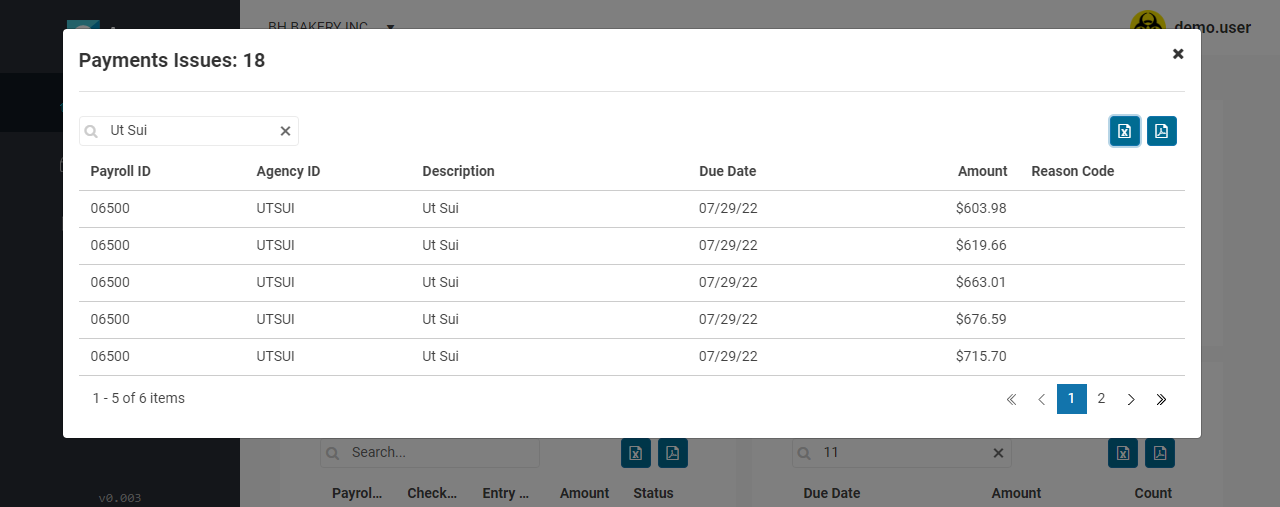 BH BAKERY INC
demo.user
Payments Issues: 18
Ut Sui
Payroll ID Agency ID Description Due Date Amount Reason Code
06500 UTSUI Ut Sui 07/29/22 $603.98
06500 UTSUI Ut Sui 07/29/22 $619.66
06500 UTSUI Ut Sui 07/29/22 $663.01
06500 UTSUI Ut Sui 07/29/22 $676.59
06500 UTSUI Ut Sui 07/29/22 $715.70
1 - 5 of 6 items 1 2
Search... 11
v0.003 Payrol... Check... Entry ... Amount Status Due Date Amount Count